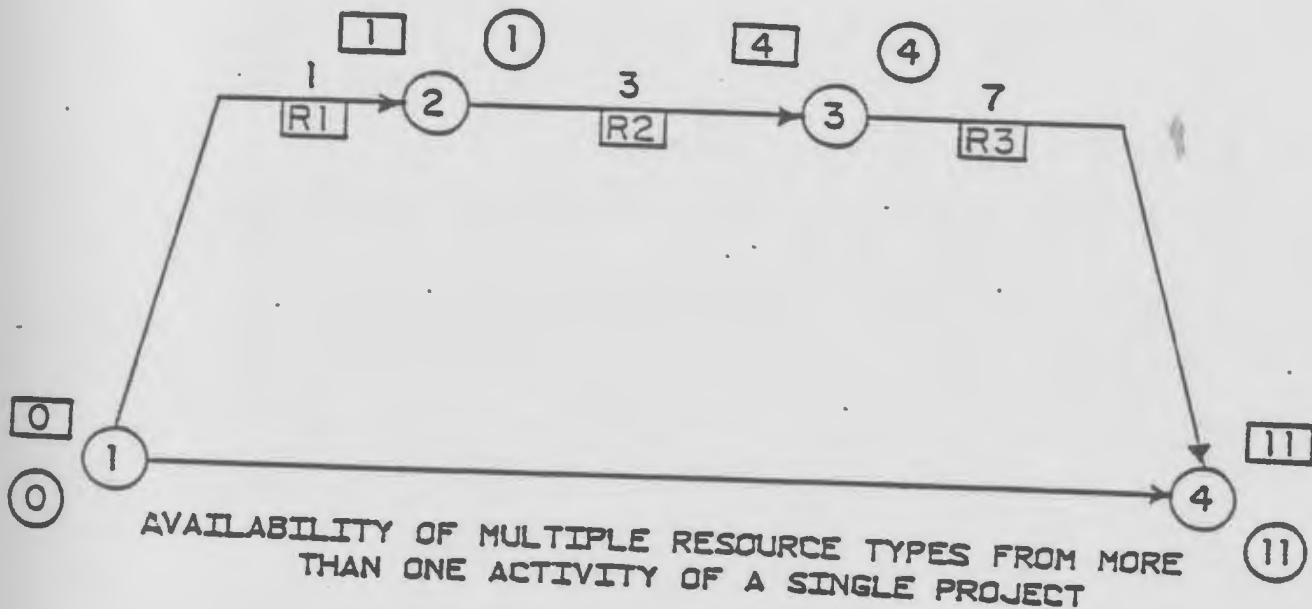 1 1 4 4
1 3 7
R1 2 R2 3 R3
0 11
1 4
0 11
AVAILABILITY OF MULTIPLE RESOURCE TYPES FROM MORE
THAN ONE ACTIVITY OF A SINGLE PROJECT